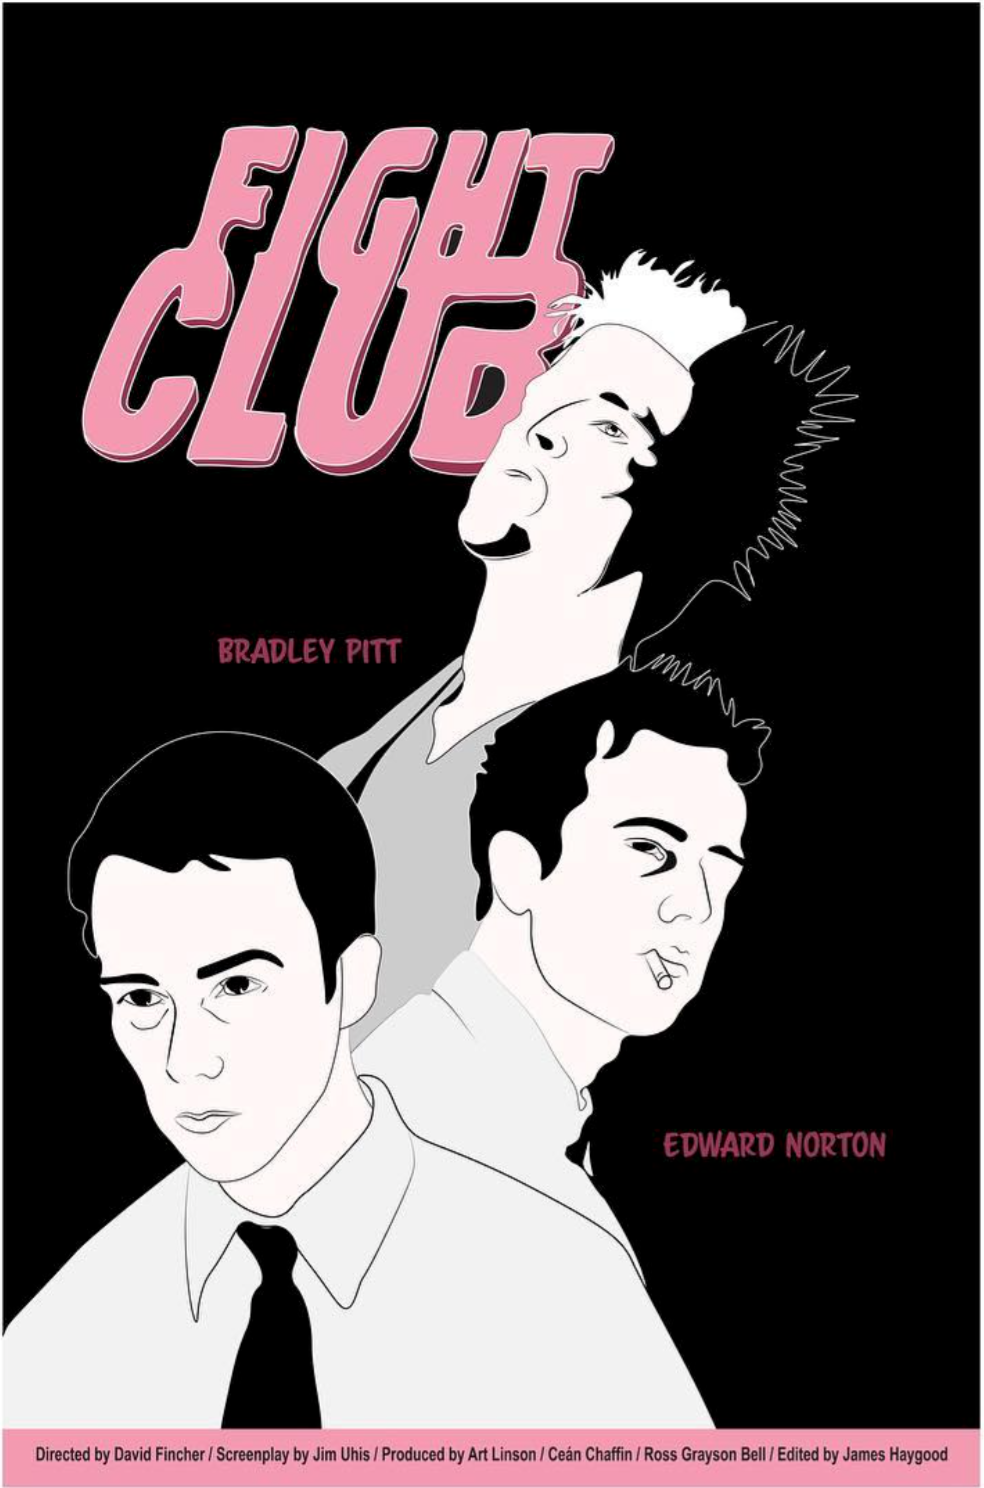 FIGHT
CLUB
BRADLEY PITT
EDWARD NORTON
Directed by David Fincher / Screenplay by Jim Uhis / Produced by Art Linson / Ceán Chaffin / Ross Grayson Bell / Edited by James Haygood